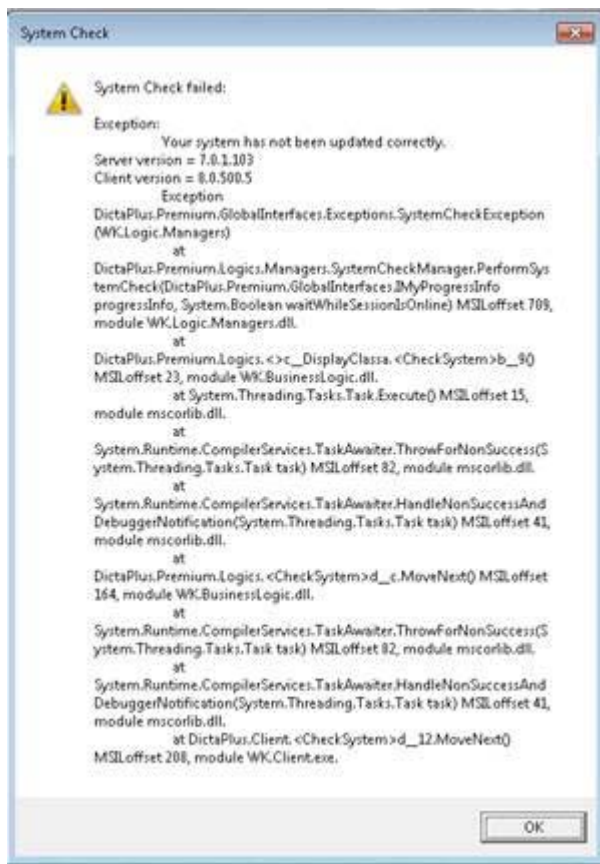 System Check
System Check failed:
Exception:
Your system has not been updated correctly.
Server version = 7.0.1.103
Client version = 8.0.500.5
Exception
DictaPlus.Premium.GlobalInterfaces.Exceptions.SystemCheckException
(WK.Logic.Managers)
at
DictaPlus.Premium.Logics.Managers.SystemCheckManager.PerformSys
temCheck(DictaPlus.Premium.GlobalInterfaces.IMyProgressInfo
progressInfo, System.Boolean waitWhileSessionIsOnline) MSILoffset 709,
module WK.Logic.Managers.dll.
at
DictaPlus.Premium.Logics.<>c__DisplayClassa.<CheckSystem>b__9()
MSILoffset 23, module WK.BusinessLogic.dll.
at System.Threading.Tasks.Task.Execute() MSILoffset 15,
module mscorlib.dll.
at
System.Runtime.CompilerServices.TaskAwaiter.ThrowForNonSuccess(S
ystem.Threading.Tasks.Task task) MSILoffset 82, module mscorlib.dll.
at
System.Runtime.CompilerServices.TaskAwaiter.HandleNonSuccessAnd
DebuggerNotification(System.Threading.Tasks.Task task) MSILoffset 41,
module mscorlib.dll.
at
DictaPlus.Premium.Logics.<CheckSystem>d__c.MoveNext() MSILoffset
164, module WK.BusinessLogic.dll.
at
System.Runtime.CompilerServices.TaskAwaiter.ThrowForNonSuccess(S
ystem.Threading.Tasks.Task task) MSILoffset 82, module mscorlib.dll.
at
System.Runtime.CompilerServices.TaskAwaiter.HandleNonSuccessAnd
DebuggerNotification(System.Threading.Tasks.Task task) MSILoffset 41,
module mscorlib.dll.
at DictaPlus.Client.<CheckSystem>d__12.MoveNext()
MSILoffset 208, module WK.Client.exe.
OK